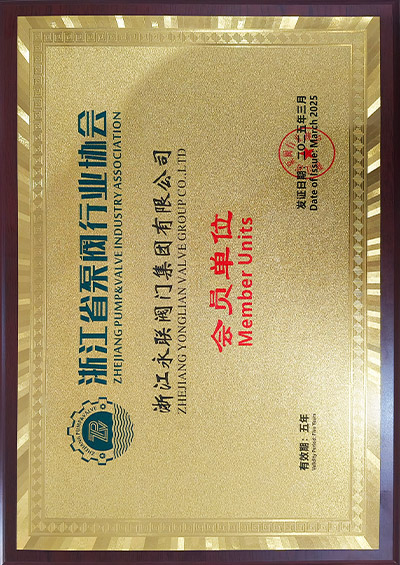 浙江省泵阀行业协会
ZHEJIANG PUMP&VALVE INDUSTRY ASSOCIATION
ZHEJIANG PUMP&VALVE
浙江永联阀门集团有限公司
ZHEJIANG YONGLIAN VALVE GROUP CO.,LTD
会员单位
Member Units
有效期：五年
Validity Period: Five Years
发证日期：二〇二五年三月
Date of Issue: March 2025